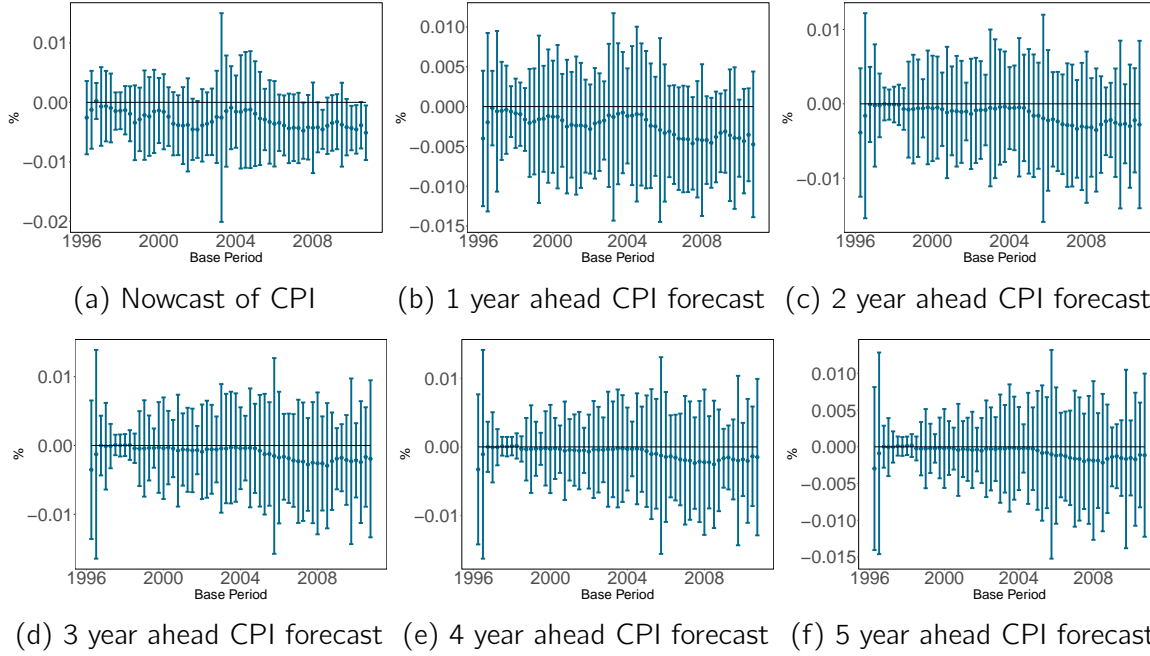 0.01
0.00
−0.01
−0.02
%
1996 2000 2004 2008
Base Period
(a) Nowcast of CPI
0.010
0.005
0.000
−0.005
−0.010
−0.015
%
1996 2000 2004 2008
Base Period
(b) 1 year ahead CPI forecast
0.01
0.00
−0.01
%
1996 2000 2004 2008
Base Period
(c) 2 year ahead CPI forecast
0.01
0.00
−0.01
%
1996 2000 2004 2008
Base Period
(d) 3 year ahead CPI forecast
0.01
0.00
−0.01
%
1996 2000 2004 2008
Base Period
(e) 4 year ahead CPI forecast
0.010
0.005
0.000
−0.005
−0.010
−0.015
%
1996 2000 2004 2008
Base Period
(f) 5 year ahead CPI forecast